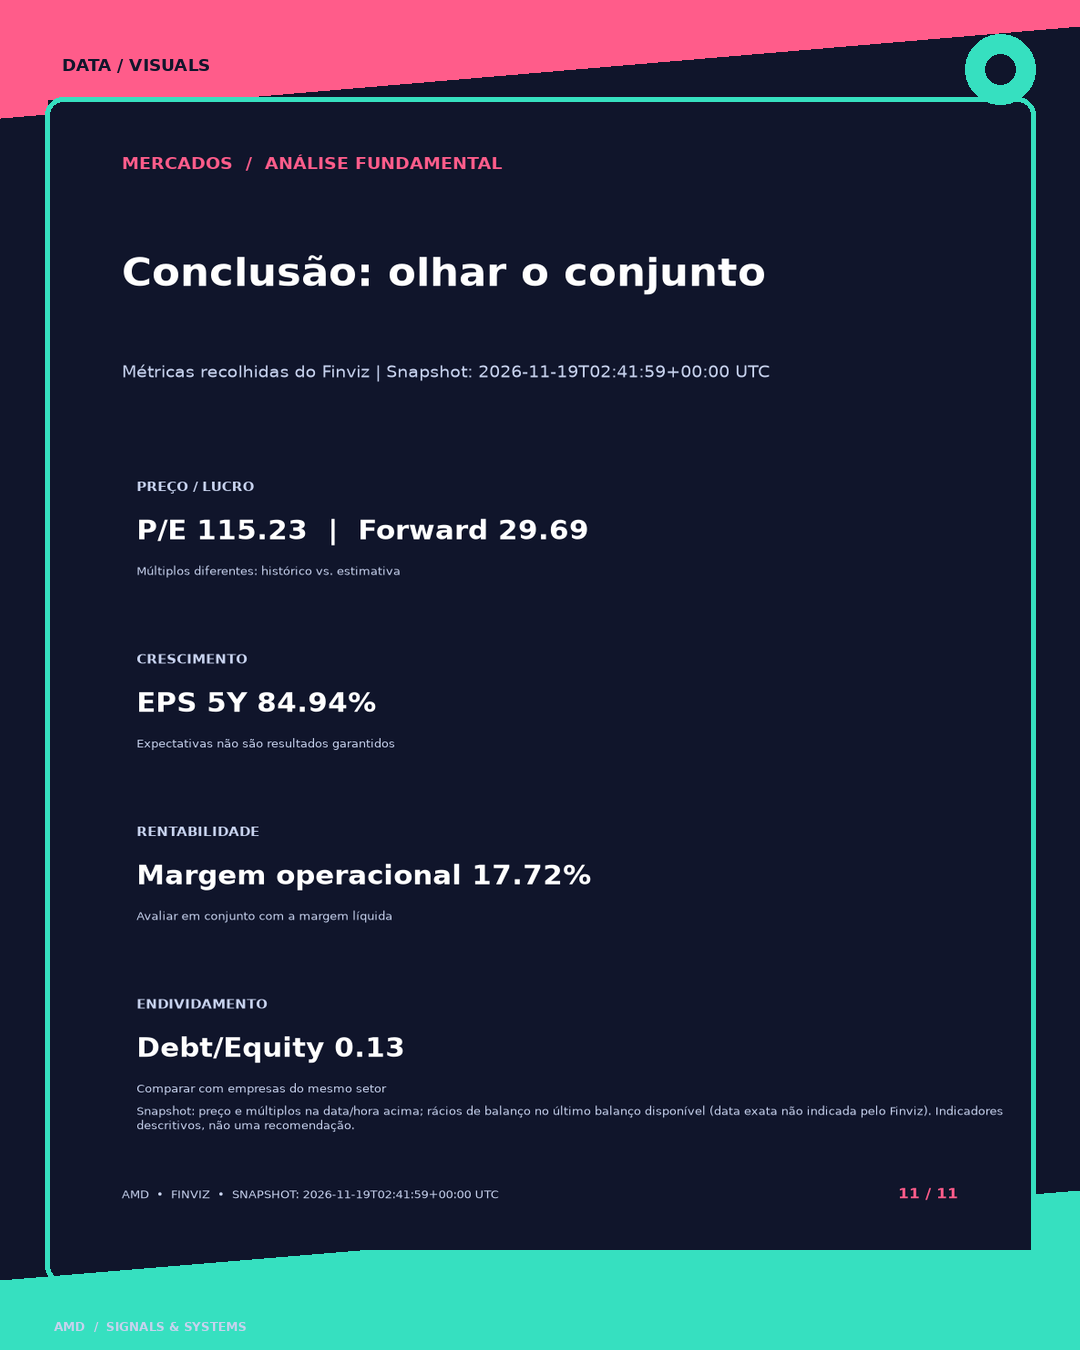 DATA / VISUALS
MERCADOS / ANÁLISE FUNDAMENTAL
Conclusão: olhar o conjunto
Métricas recolhidas do Finviz | Snapshot: 2026-11-19T02:41:59+00:00 UTC
PREÇO / LUCRO
P/E 115.23 | Forward 29.69
Múltiplos diferentes: histórico vs. estimativa
CRESCIMENTO
EPS 5Y 84.94%
Expectativas não são resultados garantidos
RENTABILIDADE
Margem operacional 17.72%
Avaliar em conjunto com a margem líquida
ENDIVIDAMENTO
Debt/Equity 0.13
Comparar com empresas do mesmo setor
Snapshot: preço e múltiplos na data/hora acima; rácios de balanço no último balanço disponível (data exata não indicada pelo Finviz). Indicadores
descritivos, não uma recomendação.
AMD • FINVIZ • SNAPSHOT: 2026-11-19T02:41:59+00:00 UTC
11 / 11
AMD / SIGNALS & SYSTEMS